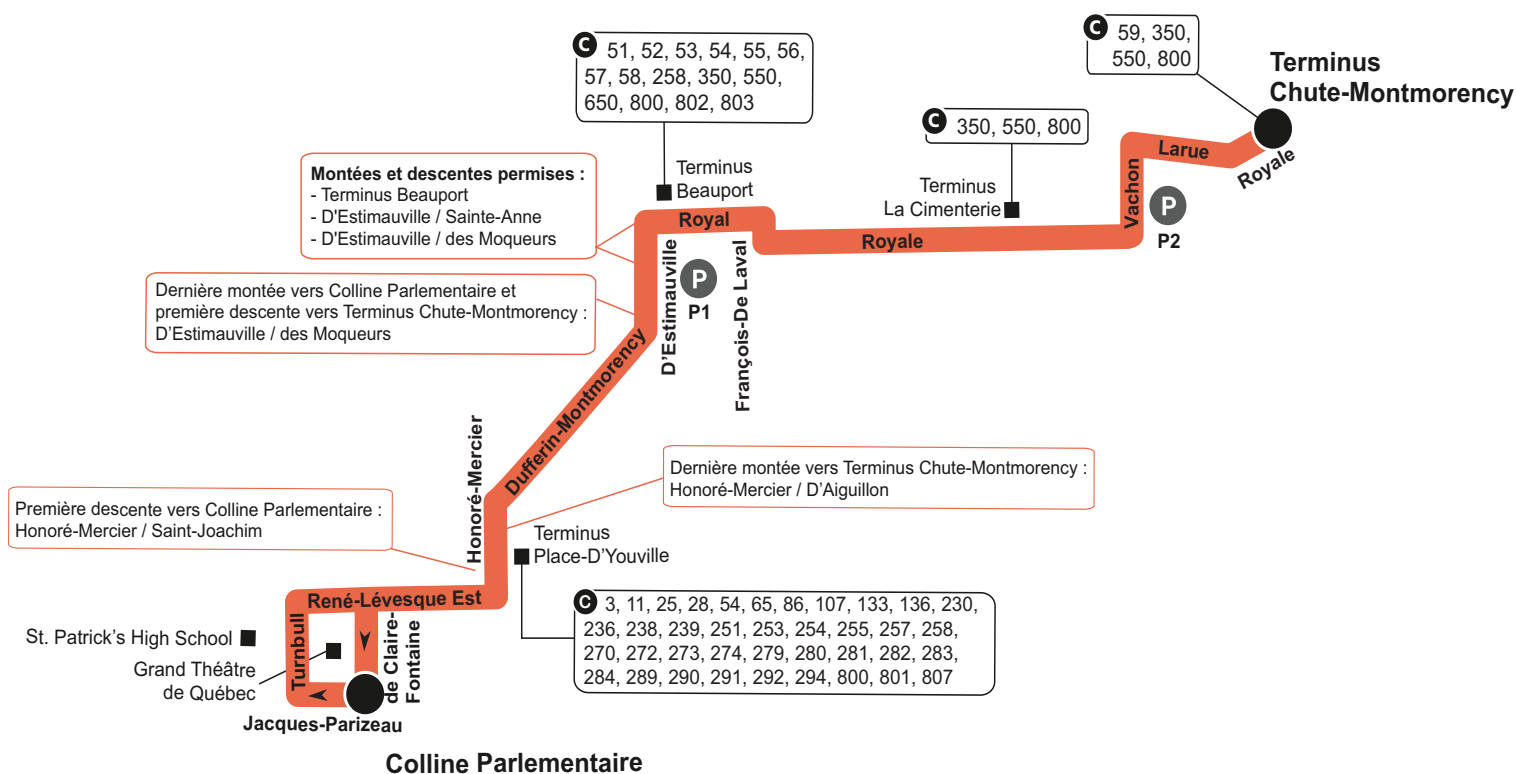 C 59, 350,
550, 800
Terminus
Chute-Montmorency
C 51, 52, 53, 54, 55, 56,
57, 58, 258, 350, 550,
650, 800, 802, 803
C 350, 550, 800
Larue
Royale
Vachon
P
P2
Terminus
La Cimenterie
Terminus
Beauport
Montées et descentes permises :
- Terminus Beauport
- D'Estimauville / Sainte-Anne
- D'Estimauville / des Moqueurs
Royal
Royale
D'Estimauville
P
P1
François-De Laval
Dernière montée vers Colline Parlementaire et
première descente vers Terminus Chute-Montmorency :
D'Estimauville / des Moqueurs
Dufferin-Montmorency
Honoré-Mercier
Dernière montée vers Terminus Chute-Montmorency :
Honoré-Mercier / D'Aiguillon
Première descente vers Colline Parlementaire :
Honoré-Mercier / Saint-Joachim
Terminus
Place-D'Youville
C 3, 11, 25, 28, 54, 65, 86, 107, 133, 136, 230,
236, 238, 239, 251, 253, 254, 255, 257, 258,
270, 272, 273, 274, 279, 280, 281, 282, 283,
284, 289, 290, 291, 292, 294, 800, 801, 807
René-Lévesque Est
St. Patrick's High School
Grand Théâtre
de Québec
Turnbull
de Claire-
Fontaine
Jacques-Parizeau
Colline Parlementaire